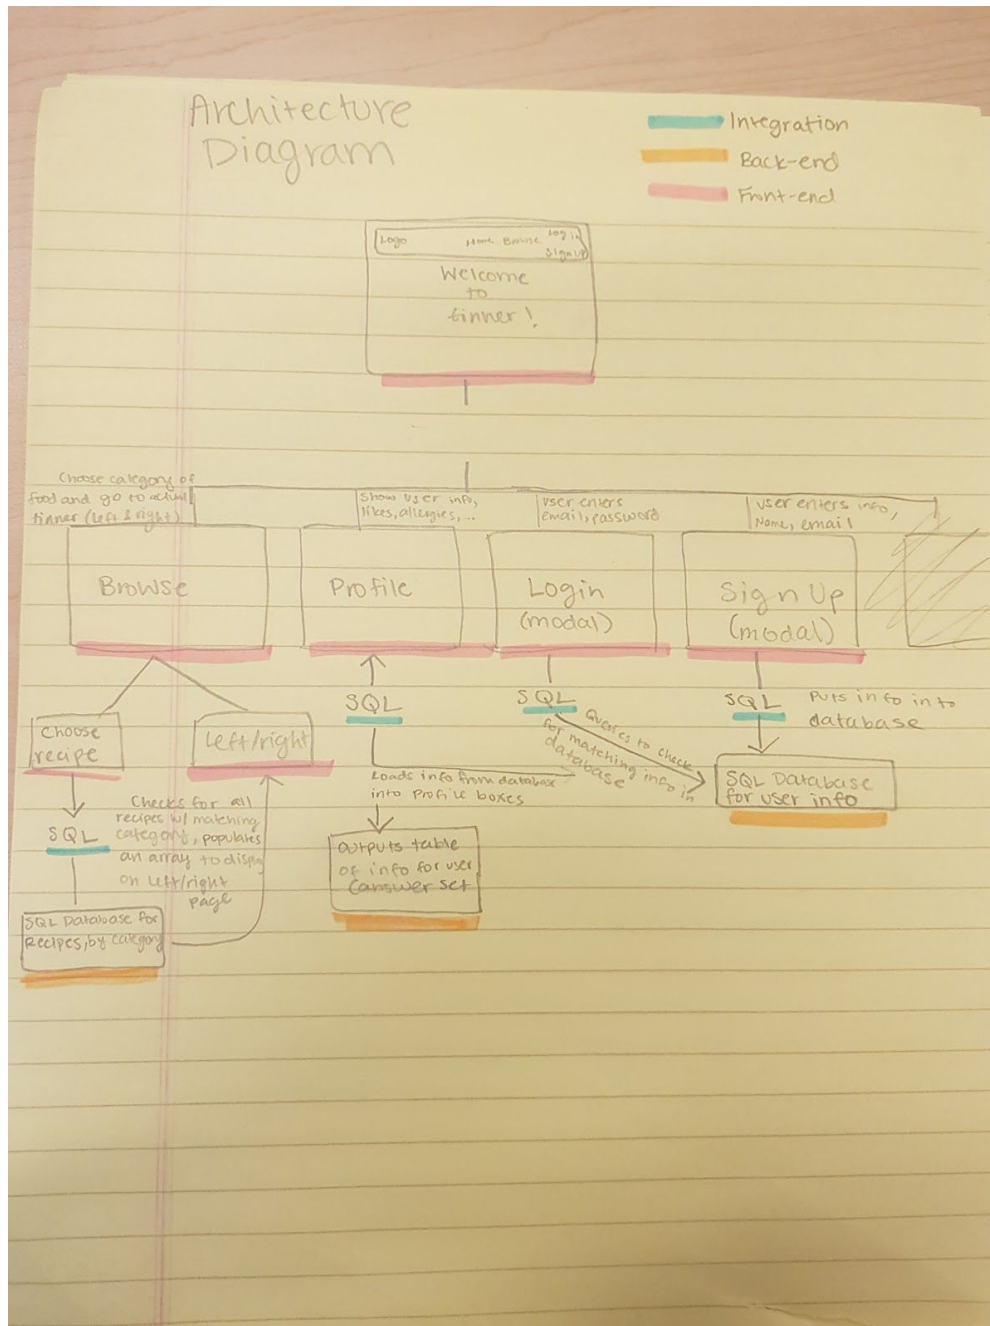 Architecture
Diagram
Integration
Back-end
Front-end
Logo
Home Browse
Log in
Sign Up
Welcome
to
tinner!
Choose category of
food and go to actual
tinner (left & right)
Show user info,
likes, allergies, ...
user enters
email, password
user enters info,
Name, email
Browse
Profile
Login
(modal)
Sign Up
(modal)
SQL
SQL
SQL
Puts info into
database
Choose
recipe
Left/right
Queries to check
for matching info in
database
Loads info from database
into Profile boxes
SQL Database
for user info
Checks for all
recipes w/ matching
category, populates
an array to display
on left/right
page
SQL
outputs table
of info for user
(answer set
SQL Database for
Recipes, by category